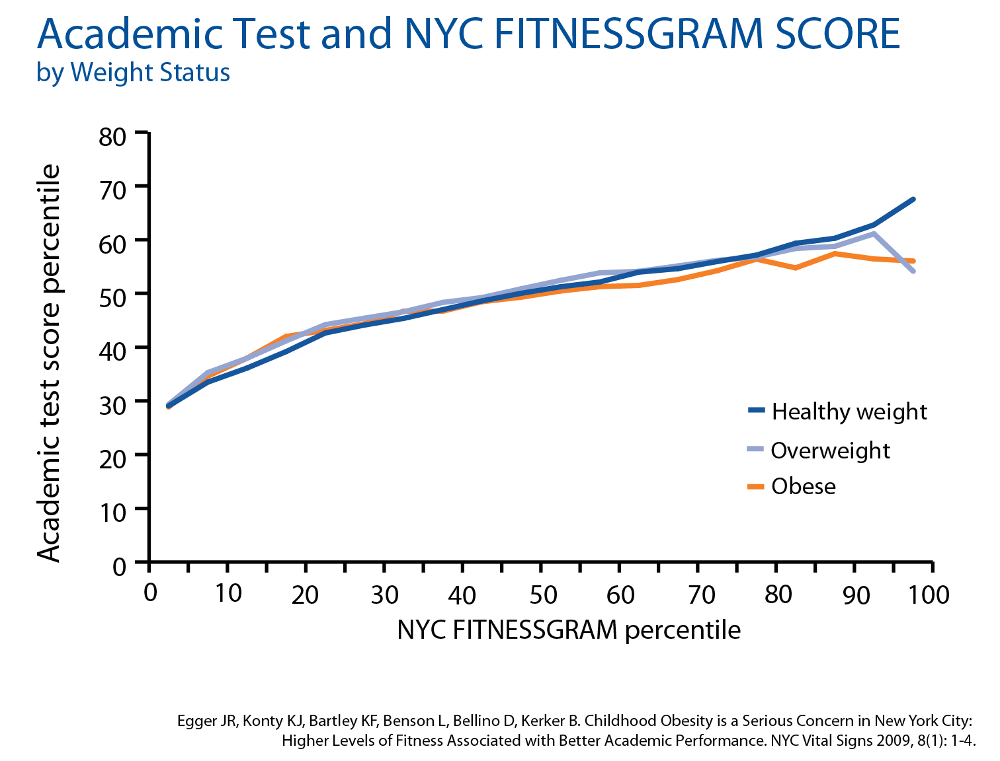 Academic Test and NYC FITNESSGRAM SCORE
by Weight Status
Academic test score percentile
80
70
60
50
40
30
20
10
0
0 10 20 30 40 50 60 70 80 90 100
NYC FITNESSGRAM percentile
Healthy weight
Overweight
Obese
Egger JR, Konty KJ, Bartley KF, Benson L, Bellino D, Kerker B. Childhood Obesity is a Serious Concern in New York City:
Higher Levels of Fitness Associated with Better Academic Performance. NYC Vital Signs 2009, 8(1): 1-4.